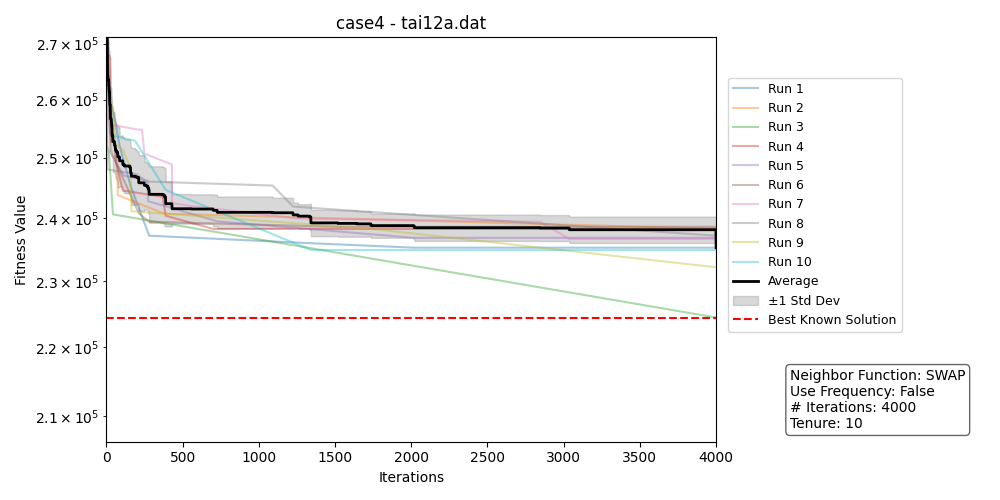 case4 - tai12a.dat
Fitness Value
2.7 × 10⁵
2.6 × 10⁵
2.5 × 10⁵
2.4 × 10⁵
2.3 × 10⁵
2.2 × 10⁵
2.1 × 10⁵
0 500 1000 1500 2000 2500 3000 3500 4000
Iterations
Run 1
Run 2
Run 3
Run 4
Run 5
Run 6
Run 7
Run 8
Run 9
Run 10
Average
±1 Std Dev
Best Known Solution
Neighbor Function: SWAP
Use Frequency: False
# Iterations: 4000
Tenure: 10